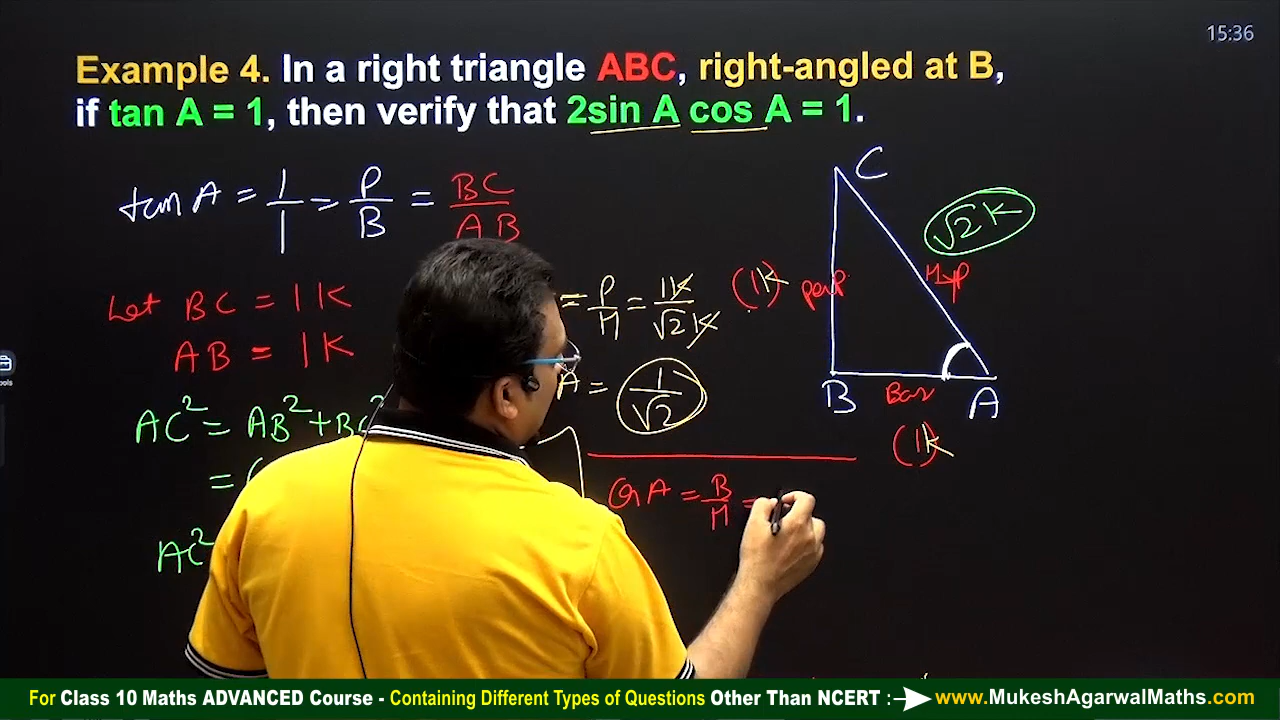 15:36
Example 4. In a right triangle ABC, right-angled at B,
if tan A = 1, then verify that 2sin A cos A = 1.
tan A = 1/1 = P/B = BC/AB
Let BC = 1K
AB = 1K
AC² = AB² + BC
= (
AC²
= P/H = 1K/√2 K
A = 1/√2
Cos A = B/H =
C
√2 K
Hyp
(1K) perp
B Bas A
(1K)
ools
For Class 10 Maths ADVANCED Course - Containing Different Types of Questions Other Than NCERT : www.MukeshAgarwalMaths.com